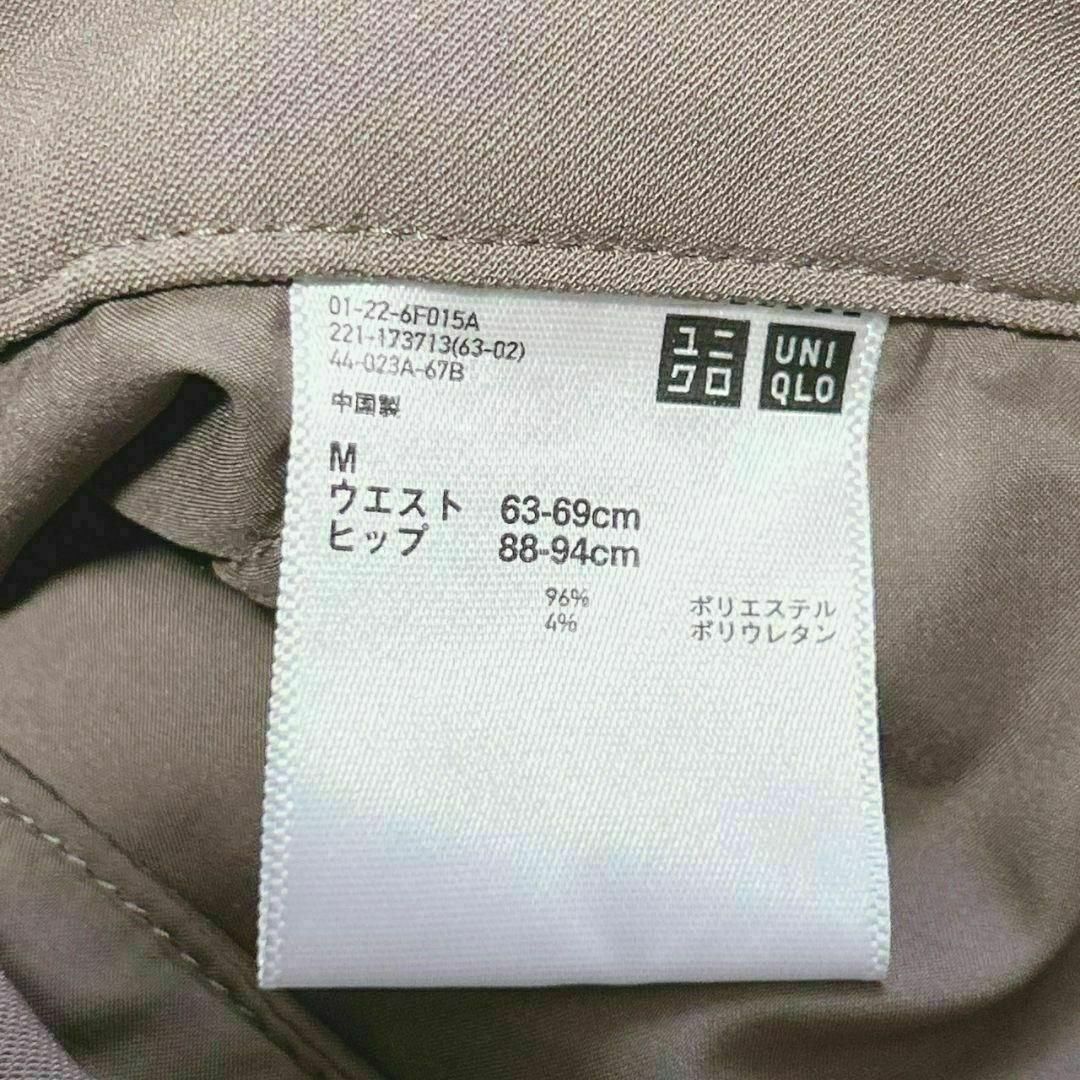 01-22-6F015A
221-173713(63-02)
44-023A-67B
中国製
ユニ
クロ
UNI
QLO
M
ウエスト 63-69cm
ヒップ 88-94cm
96% ポリエステル
4% ポリウレタン